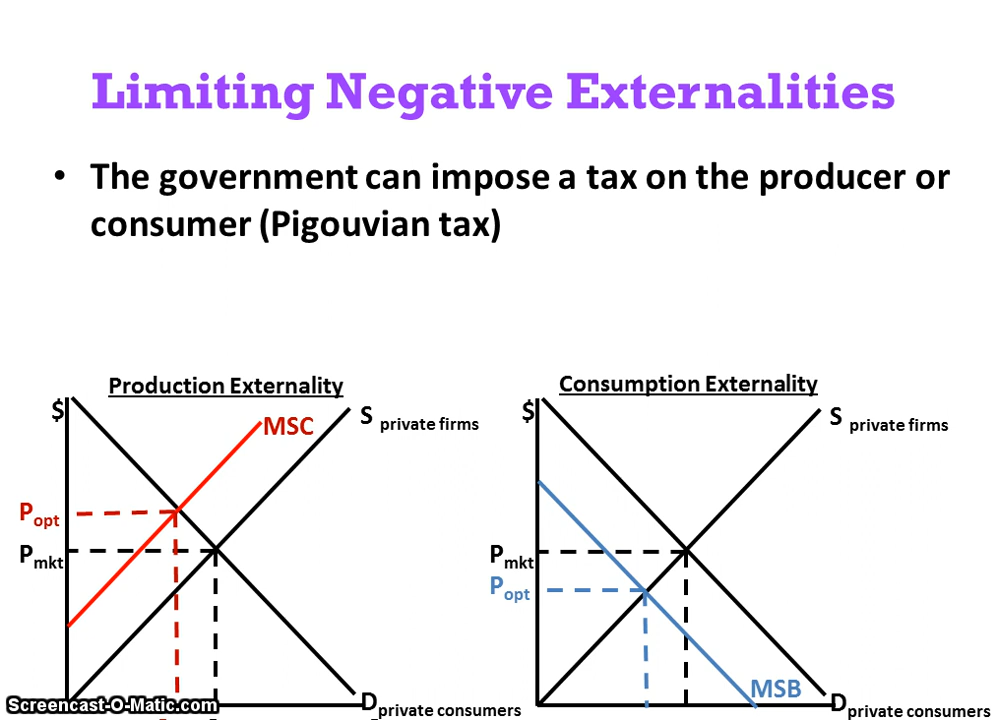 Limiting Negative Externalities
• The government can impose a tax on the producer or
consumer (Pigouvian tax)
Production Externality
$
MSC
S private firms
Popt
Pmkt
D private consumers
Consumption Externality
$
S private firms
Pmkt
Popt
MSB
D private consumers
Screencast-O-Matic.com